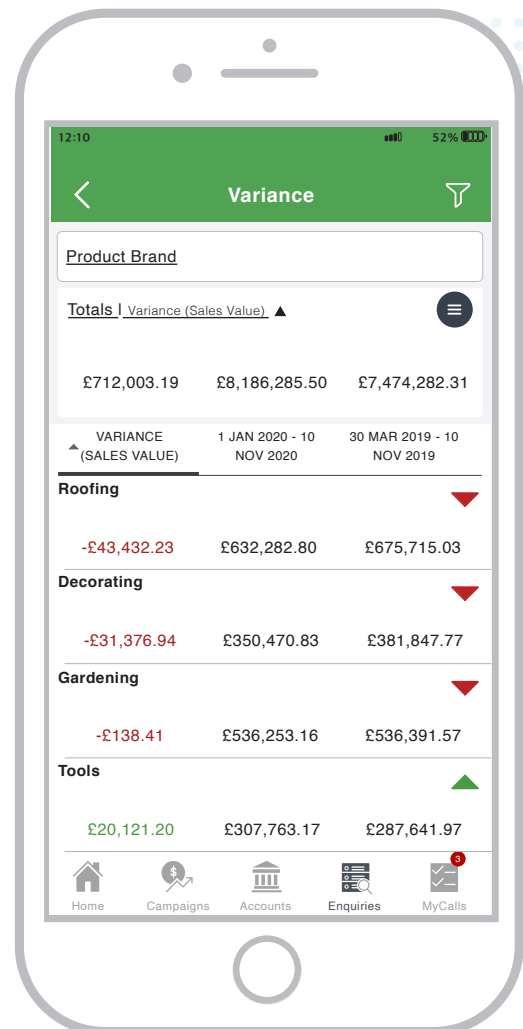 12:10 52%
Variance
Product Brand
Totals | Variance (Sales Value) ▲
£712,003.19 £8,186,285.50 £7,474,282.31
VARIANCE 1 JAN 2020 - 10 30 MAR 2019 - 10
(SALES VALUE) NOV 2020 NOV 2019
Roofing
-£43,432.23 £632,282.80 £675,715.03
Decorating
-£31,376.94 £350,470.83 £381,847.77
Gardening
-£138.41 £536,253.16 £536,391.57
Tools
£20,121.20 £307,763.17 £287,641.97
$ 3
Home Campaigns Accounts Enquiries MyCalls